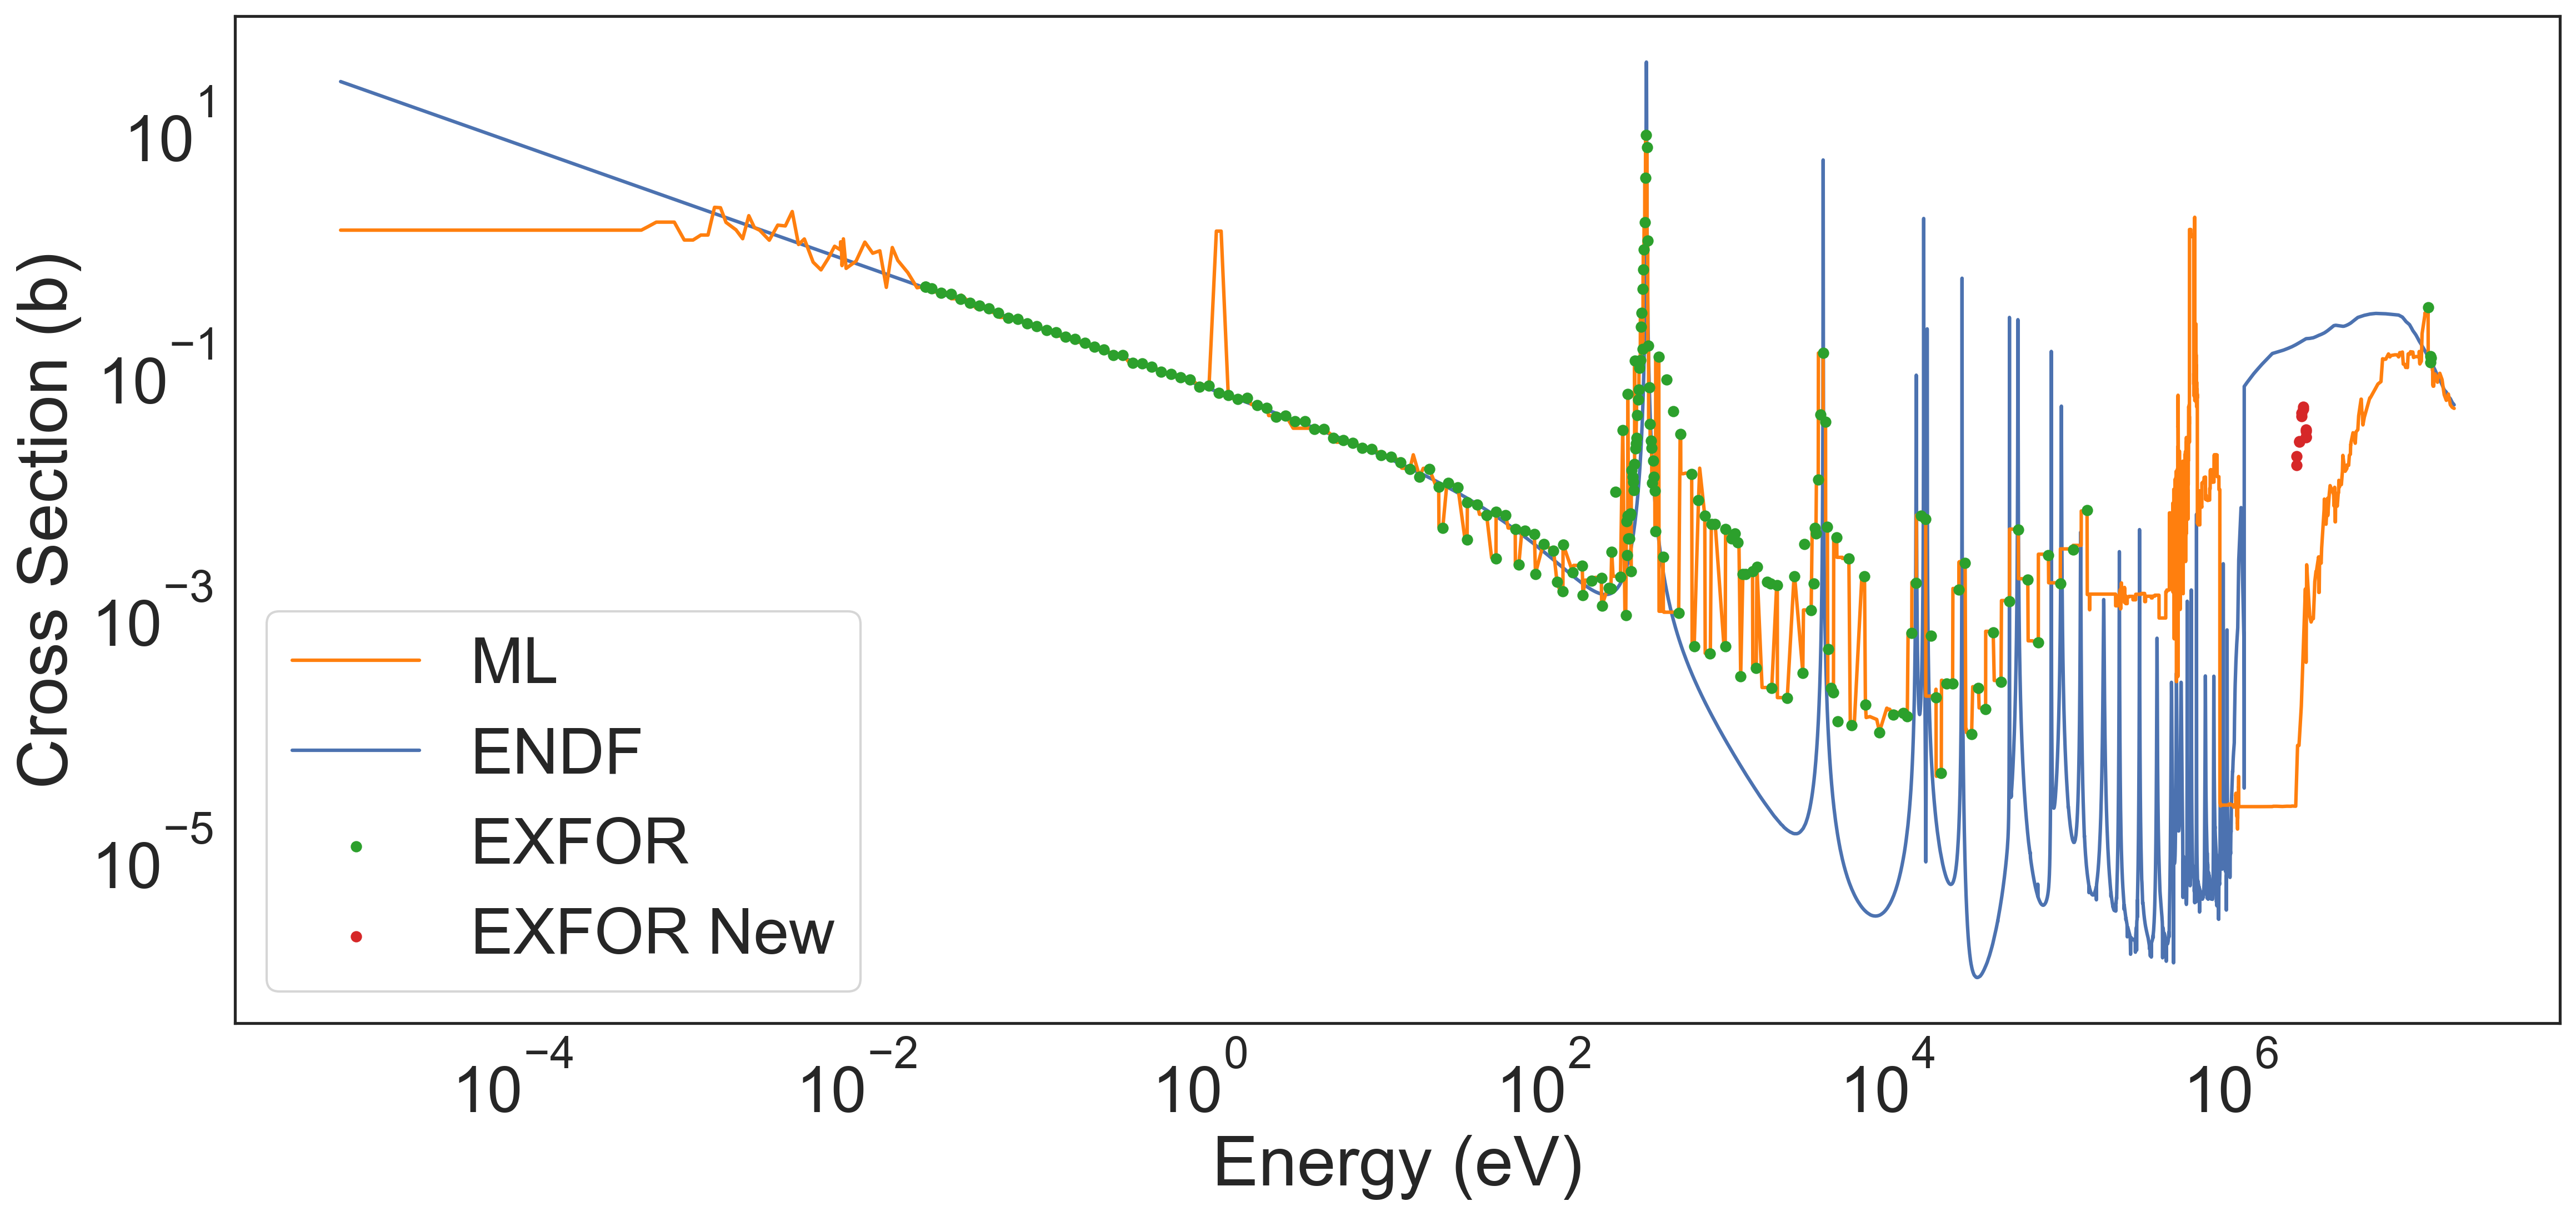 Cross Section (b)
10^1
10^−1
10^−3
10^−5
ML
ENDF
EXFOR
EXFOR New
10^−4 10^−2 10^0 10^2 10^4 10^6
Energy (eV)